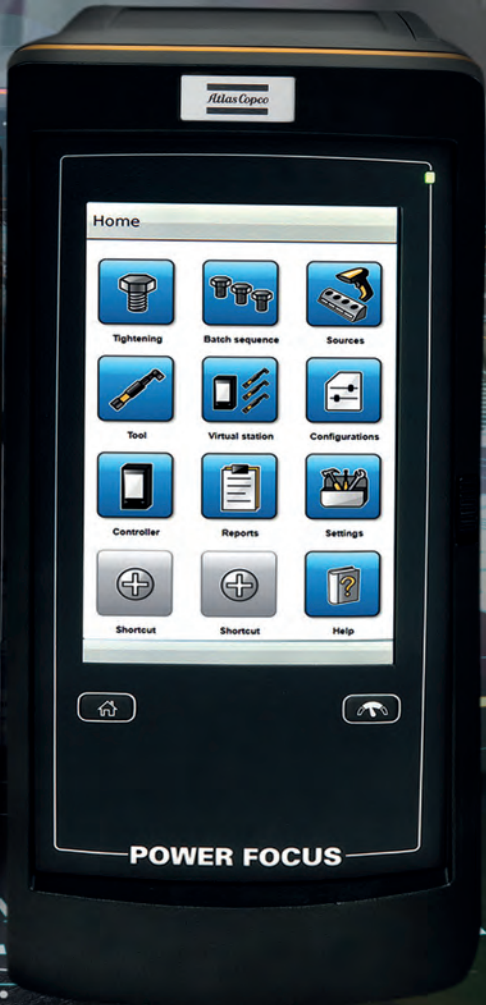 Atlas Copco
Home
Tightening Batch sequence Sources
Tool Virtual station Configurations
Controller Reports Settings
Shortcut Shortcut Help
POWER FOCUS